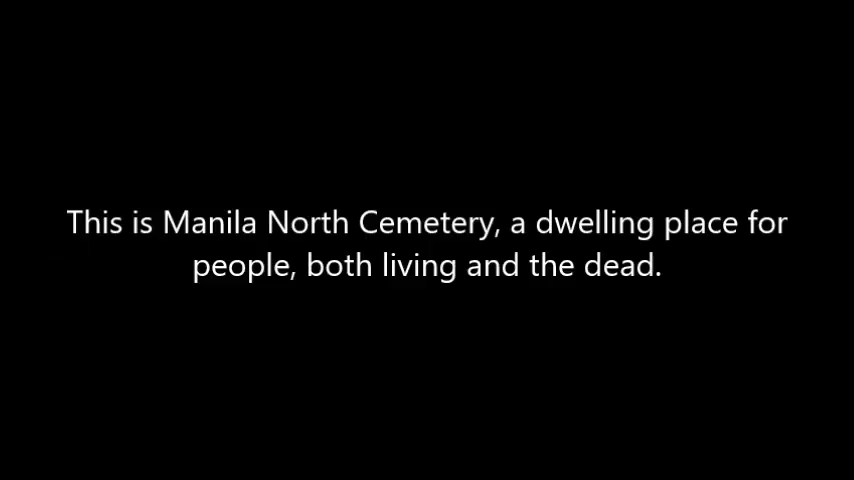 This is Manila North Cemetery, a dwelling place for
people, both living and the dead.